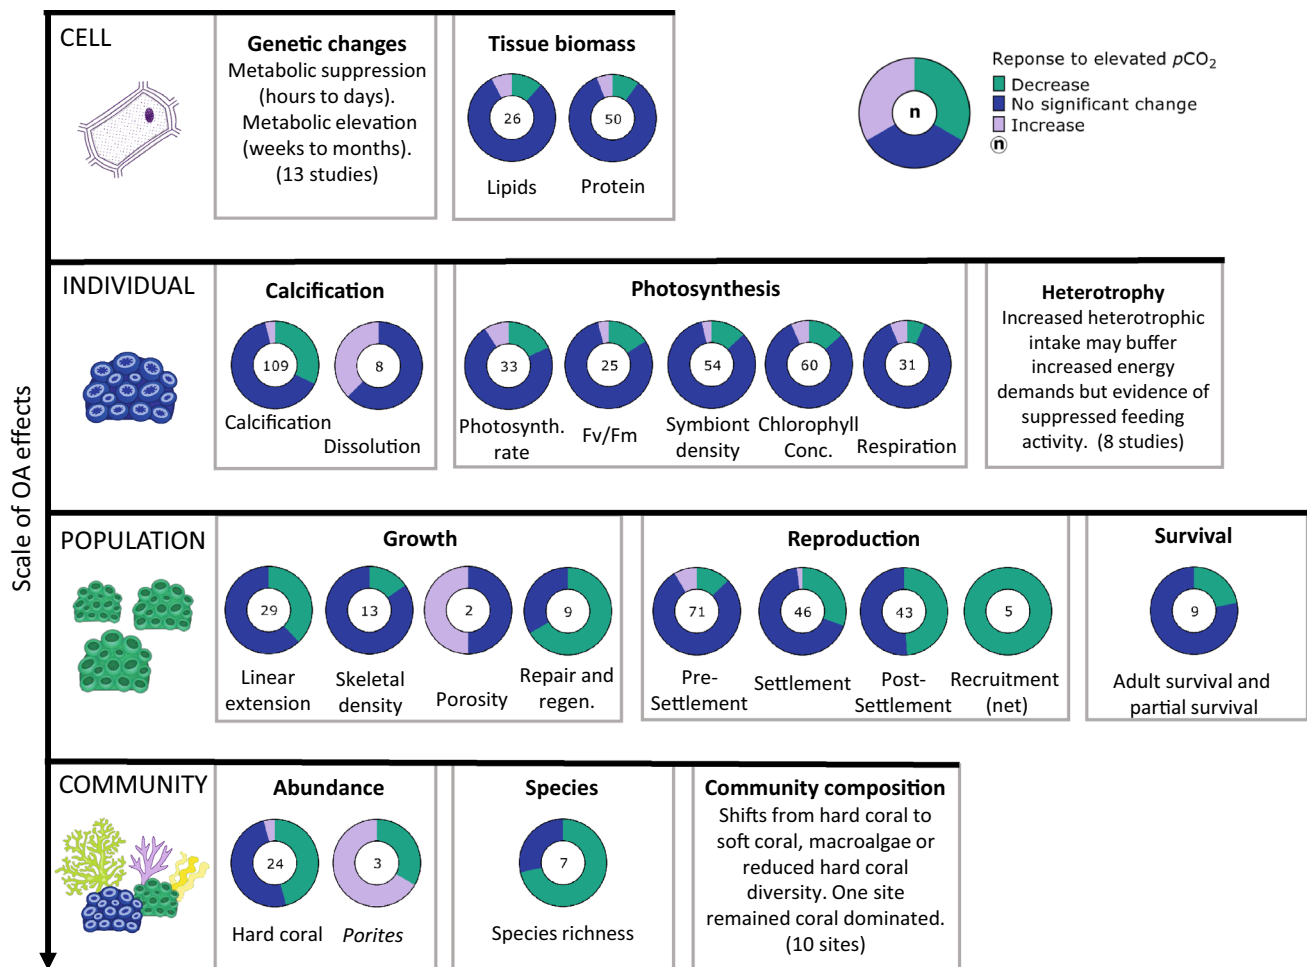 CELL
Genetic changes
Metabolic suppression
(hours to days).
Metabolic elevation
(weeks to months).
(13 studies)
Tissue biomass
26
50
Lipids
Protein
n
Reponse to elevated pCO2
Decrease
No significant change
Increase
n
Scale of OA effects
INDIVIDUAL
Calcification
109
8
Calcification
Dissolution
Photosynthesis
33
25
54
60
31
Photosynth.
rate
Fv/Fm
Symbiont
density
Chlorophyll
Conc.
Respiration
Heterotrophy
Increased heterotrophic
intake may buffer
increased energy
demands but evidence of
suppressed feeding
activity. (8 studies)
POPULATION
Growth
29
13
2
9
Linear
extension
Skeletal
density
Porosity
Repair and
regen.
Reproduction
71
46
43
5
Pre-
Settlement
Settlement
Post-
Settlement
Recruitment
(net)
Survival
9
Adult survival and
partial survival
COMMUNITY
Abundance
24
3
Hard coral
Porites
Species
7
Species richness
Community composition
Shifts from hard coral to
soft coral, macroalgae or
reduced hard coral
diversity. One site
remained coral dominated.
(10 sites)